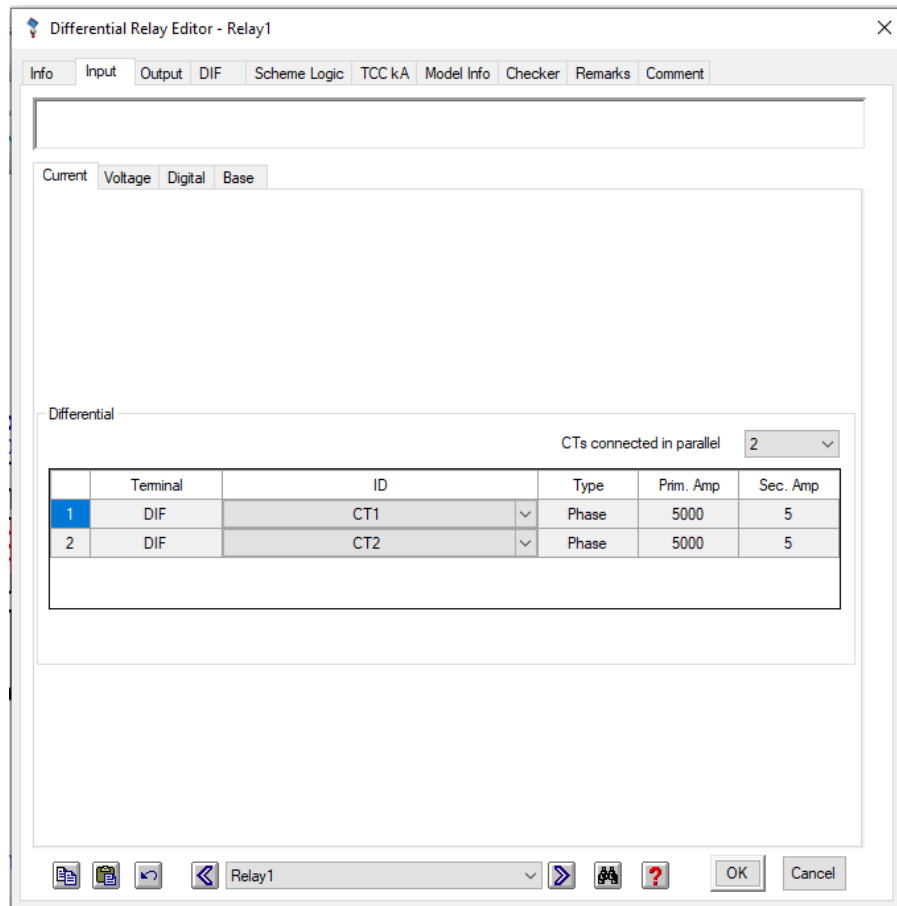 Differential Relay Editor - Relay1
Info Input Output DIF Scheme Logic TCC kA Model Info Checker Remarks Comment
Current Voltage Digital Base
Differential
CTs connected in parallel 2
Terminal ID Type Prim. Amp Sec. Amp
1 DIF CT1 Phase 5000 5
2 DIF CT2 Phase 5000 5
Relay1 ? OK Cancel